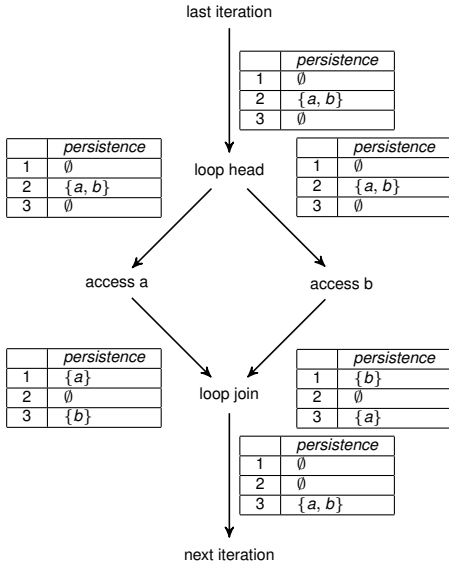 last iteration
persistence
1 ∅
2 {a, b}
3 ∅
persistence
1 ∅
2 {a, b}
3 ∅
loop head
persistence
1 ∅
2 {a, b}
3 ∅
access a
access b
persistence
1 {a}
2 ∅
3 {b}
loop join
persistence
1 {b}
2 ∅
3 {a}
persistence
1 ∅
2 ∅
3 {a, b}
next iteration